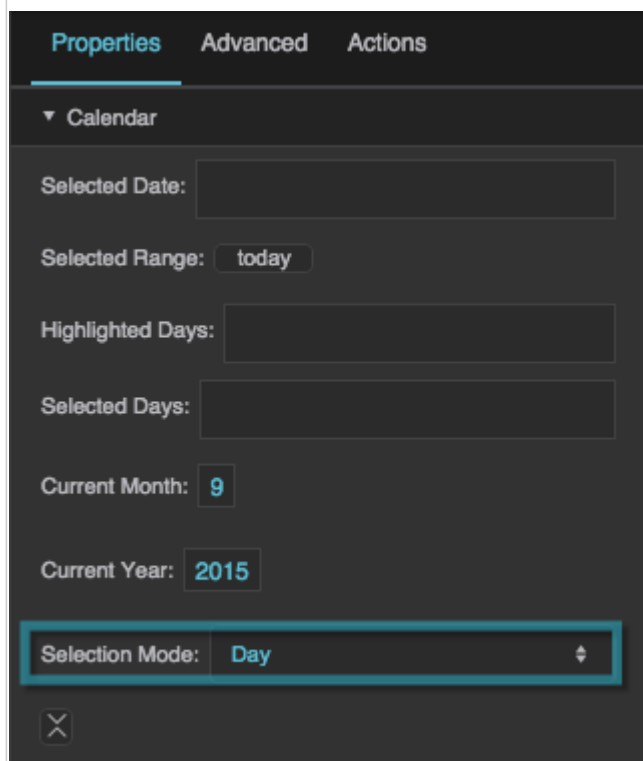 Properties Advanced Actions
Calendar
Selected Date:
Selected Range: today
Highlighted Days:
Selected Days:
Current Month: 9
Current Year: 2015
Selection Mode: Day